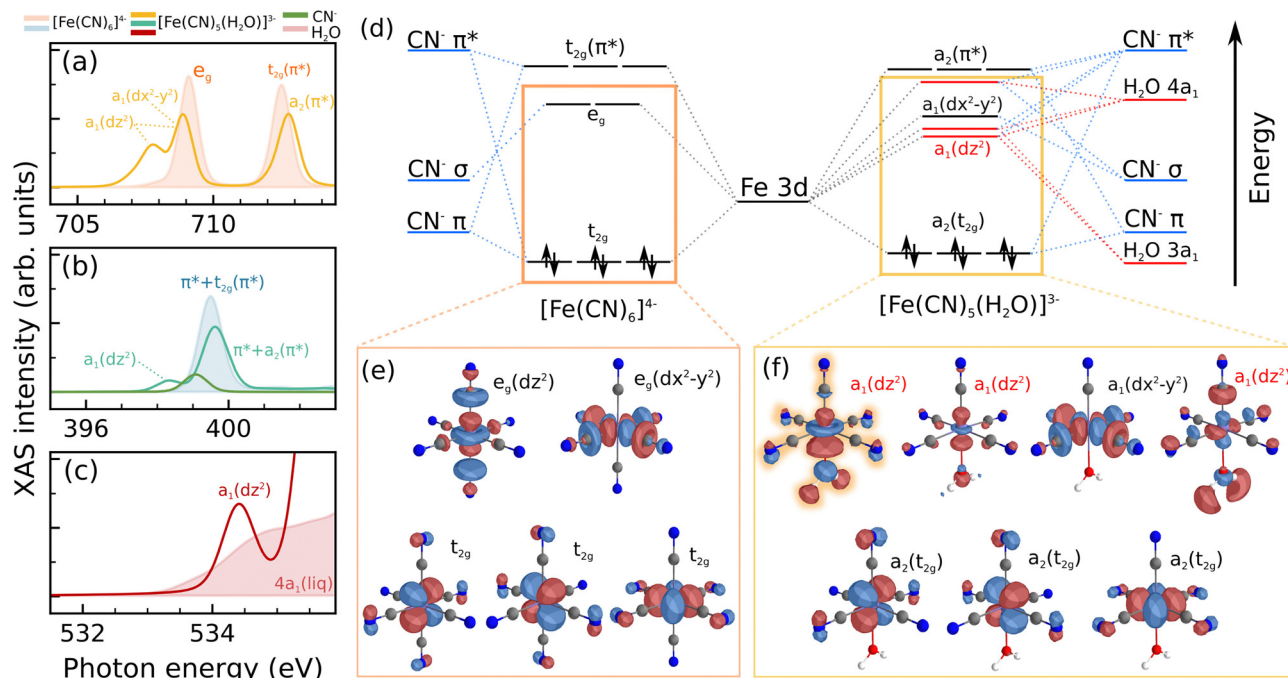 [Fe(CN)₆]⁴⁻ [Fe(CN)₅(H₂O)]³⁻ CN⁻
H₂O
XAS intensity (arb. units)
(a)
e_g
t₂g(π*)
a₁(dx²-y²)
a₂(π*)
a₁(dz²)
705 710
(b)
π*+t₂g(π*)
a₁(dz²)
π*+a₂(π*)
396 400
(c)
a₁(dz²)
4a₁(liq)
532 534
Photon energy (eV)
(d)
CN⁻ π*
t₂g(π*)
e_g
CN⁻ σ
CN⁻ π
t₂g
[Fe(CN)₆]⁴⁻
Fe 3d
a₂(π*)
a₁(dx²-y²)
a₁(dz²)
a₂(t₂g)
[Fe(CN)₅(H₂O)]³⁻
CN⁻ π*
H₂O 4a₁
CN⁻ σ
CN⁻ π
H₂O 3a₁
Energy
(e)
e_g(dz²) e_g(dx²-y²)
t₂g t₂g t₂g
(f)
a₁(dz²) a₁(dz²) a₁(dx²-y²) a₁(dz²)
a₂(t₂g) a₂(t₂g) a₂(t₂g)